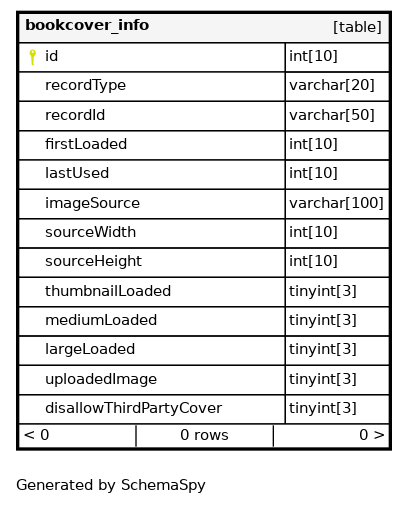 bookcover_info [table]
id int[10]
recordType varchar[20]
recordId varchar[50]
firstLoaded int[10]
lastUsed int[10]
imageSource varchar[100]
sourceWidth int[10]
sourceHeight int[10]
thumbnailLoaded tinyint[3]
mediumLoaded tinyint[3]
largeLoaded tinyint[3]
uploadedImage tinyint[3]
disallowThirdPartyCover tinyint[3]
< 0 0 rows 0 >
Generated by SchemaSpy